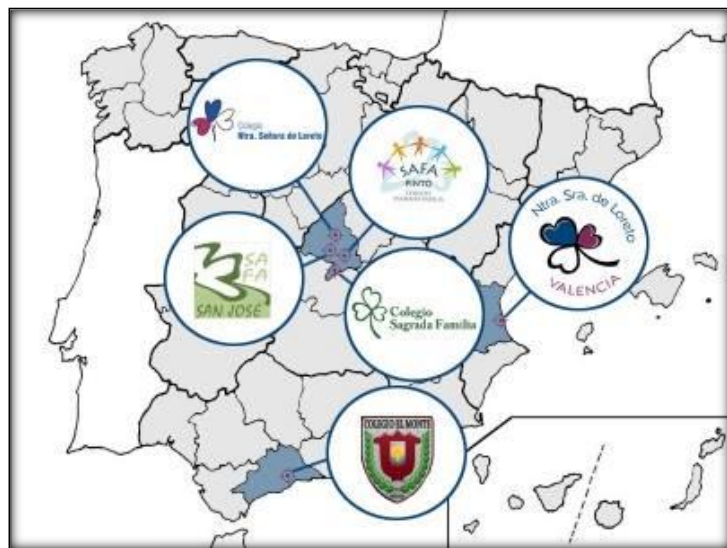 Colegio
Ntra. Señora de Loreto
SAFA
PINTO
Ntra. Sra. de Loreto
VALENCIA
SA
FA
SAN JOSÉ
Colegio
Sagrada Familia
COLEGIO EL MONTE